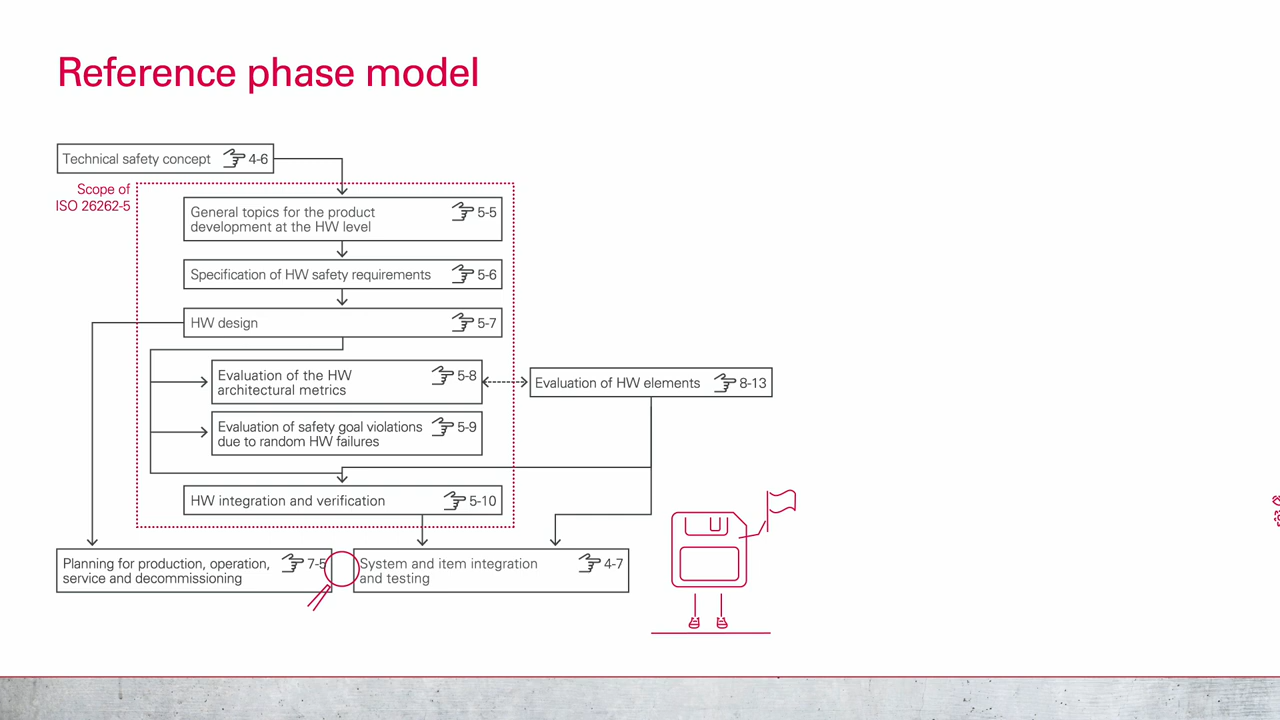 Reference phase model
Technical safety concept 4-6
Scope of
ISO 26262-5
General topics for the product
development at the HW level
5-5
Specification of HW safety requirements 5-6
HW design 5-7
Evaluation of the HW
architectural metrics
5-8
Evaluation of HW elements 8-13
Evaluation of safety goal violations
due to random HW failures
5-9
HW integration and verification 5-10
Planning for production, operation,
service and decommissioning
7-5
System and item integration
and testing
4-7